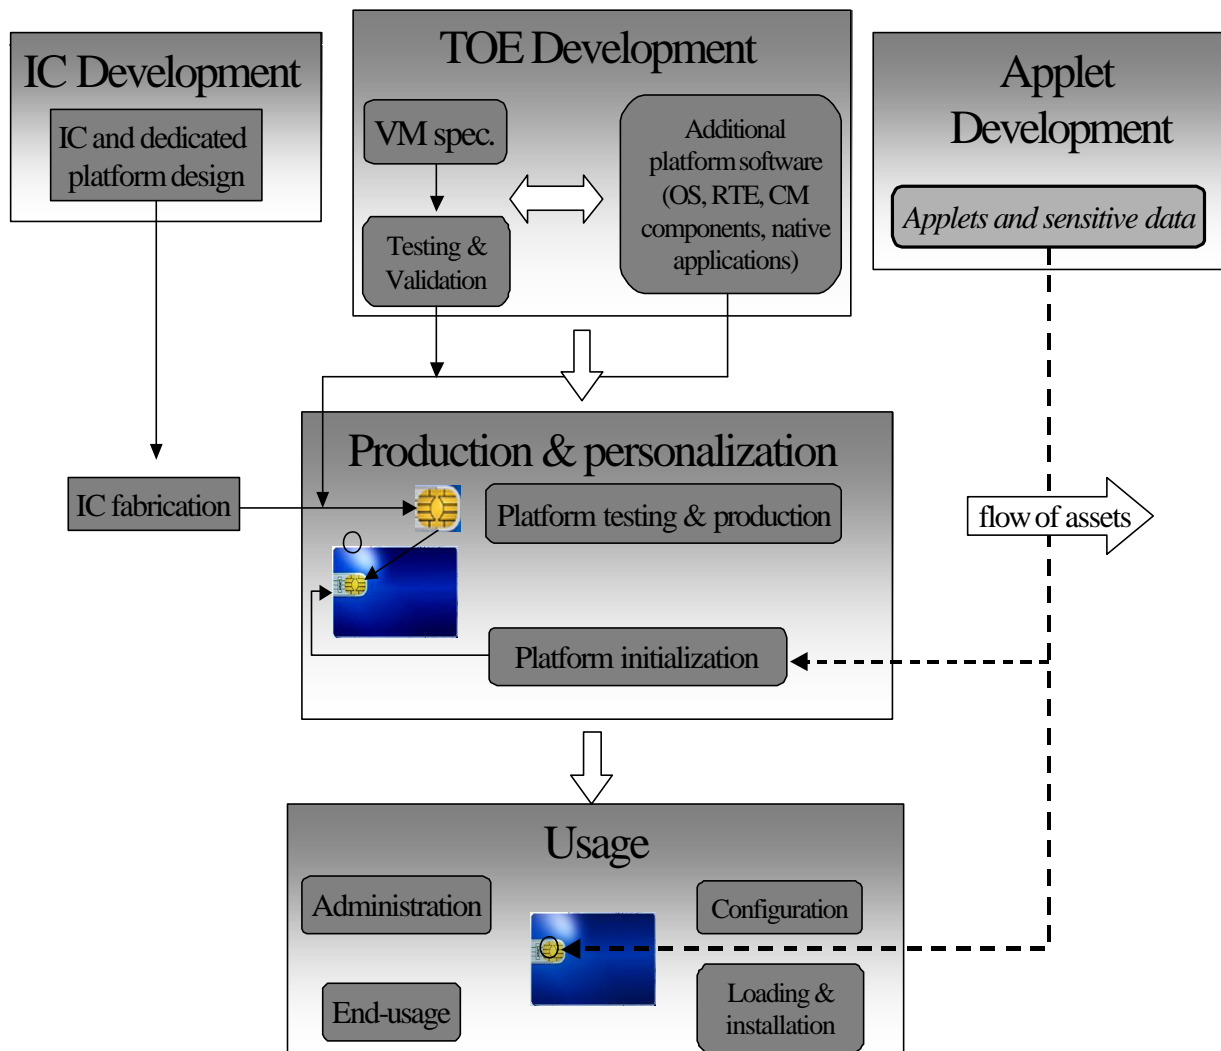 IC Development
IC and dedicated
platform design
TOE Development
VM spec.
Testing &
Validation
Additional
platform software
(OS, RTE, CM
components, native
applications)
Applet
Development
Applets and sensitive data
Production & personalization
IC fabrication
Platform testing & production
flow of assets
Platform initialization
Usage
Administration
Configuration
End-usage
Loading &
installation